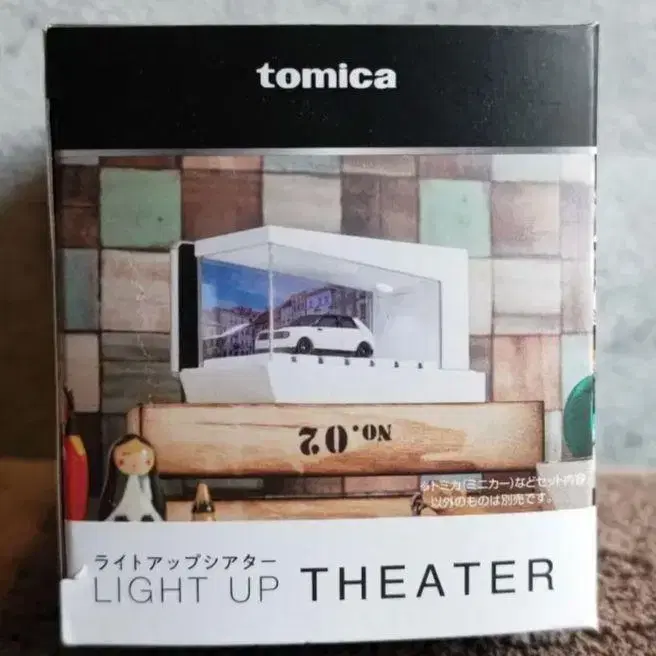 tomica
No.02
※トミカ(ミニカー)などセット内容
以外のものは別売です。
ライトアップシアター
LIGHT UP THEATER